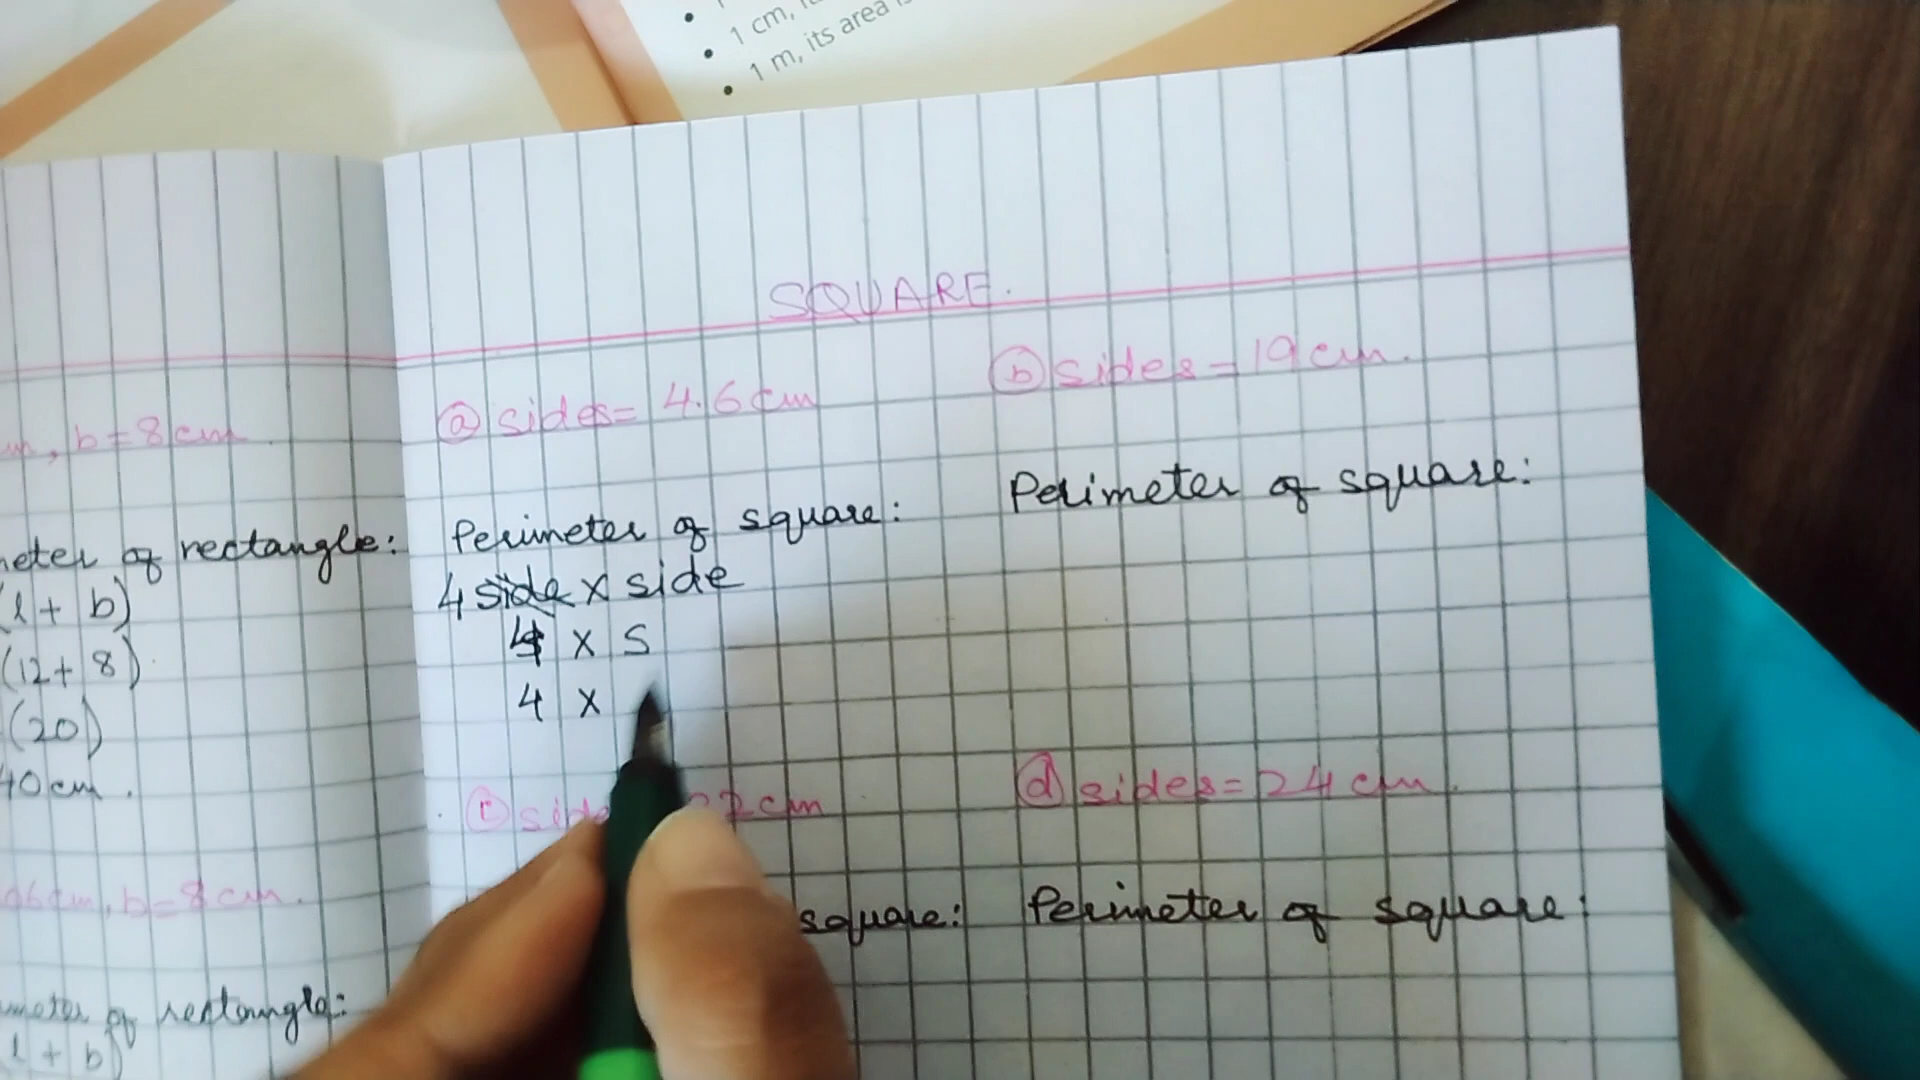 1 cm,
1 m, its area
SQUARE.
b = 8 cm
of rectangle:
(l + b)
(12 + 8)
(20)
40 cm.
b = 8 cm.
of rectangle:
l + b)
(a) sides = 4.6 cm
Perimeter of square:
4 side x side
4 x S
4 x
(b) sides = 19 cm.
Perimeter of square:
(c) 2 cm
square:
(d) sides = 24 cm.
Perimeter of square: